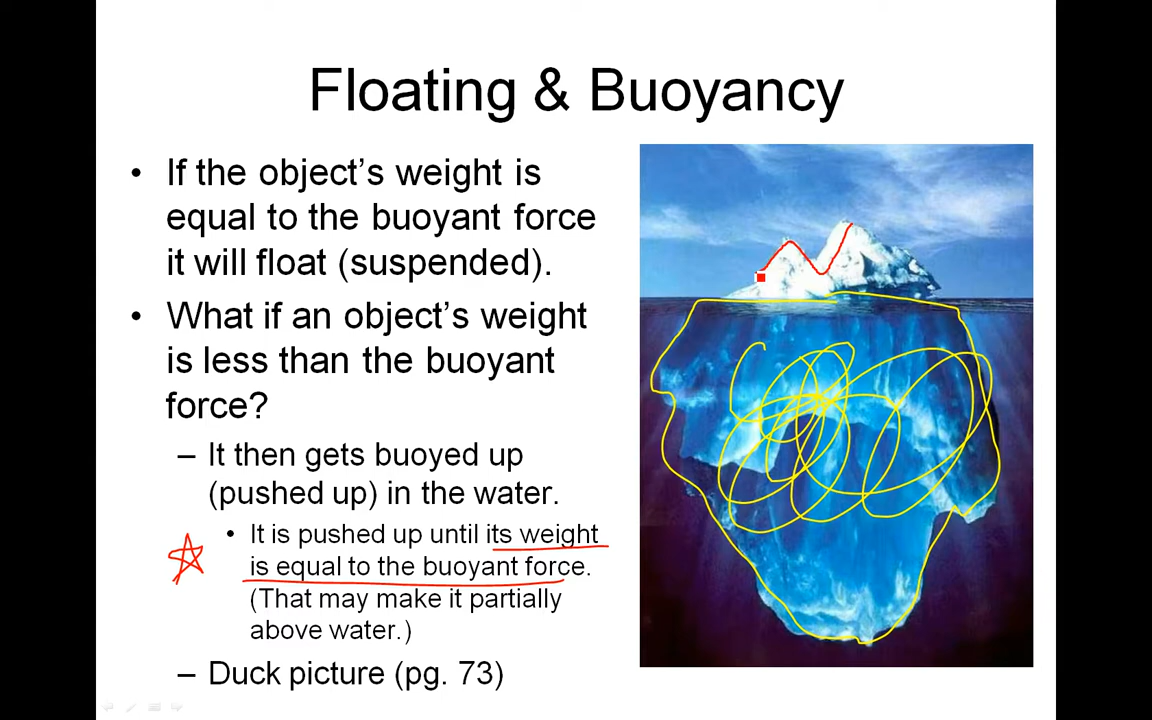 Floating & Buoyancy
• If the object’s weight is
equal to the buoyant force
it will float (suspended).
• What if an object’s weight
is less than the buoyant
force?
– It then gets buoyed up
(pushed up) in the water.
• It is pushed up until its weight
is equal to the buoyant force.
(That may make it partially
above water.)
– Duck picture (pg. 73)